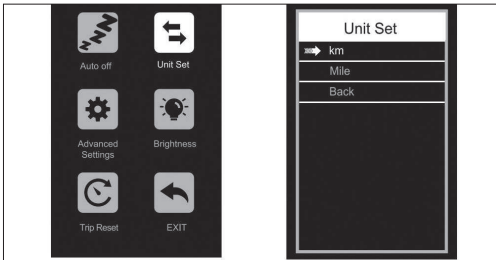 Auto off
Unit Set
Advanced
Settings
Brightness
Trip Reset
EXIT
Unit Set
km
Mile
Back